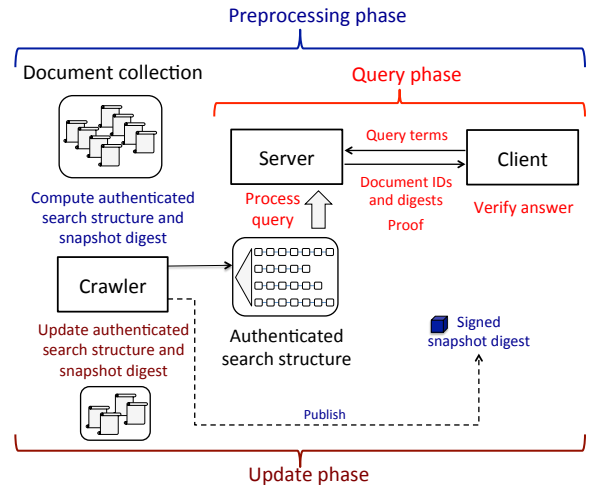 Preprocessing phase
Document collection
Query phase
Server
Query terms
Client
Document IDs
and digests
Proof
Process
query
Verify answer
Compute authenticated
search structure and
snapshot digest
Crawler
Update authenticated
search structure and
snapshot digest
Authenticated
search structure
Signed
snapshot digest
Publish
Update phase